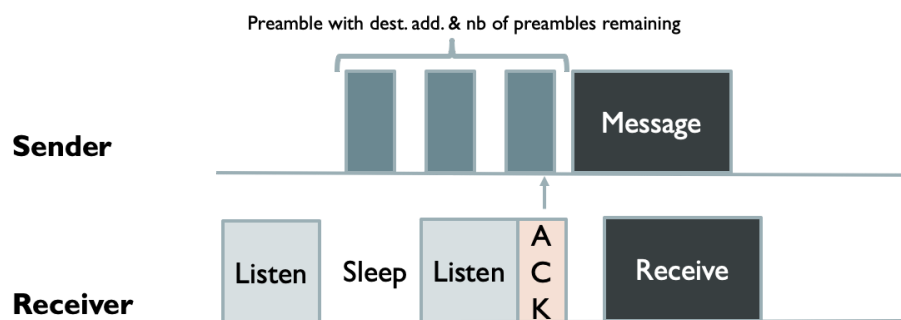 Preamble with dest. add. & nb of preambles remaining
Message
Sender
A
Listen Sleep Listen C Receive
K
Receiver